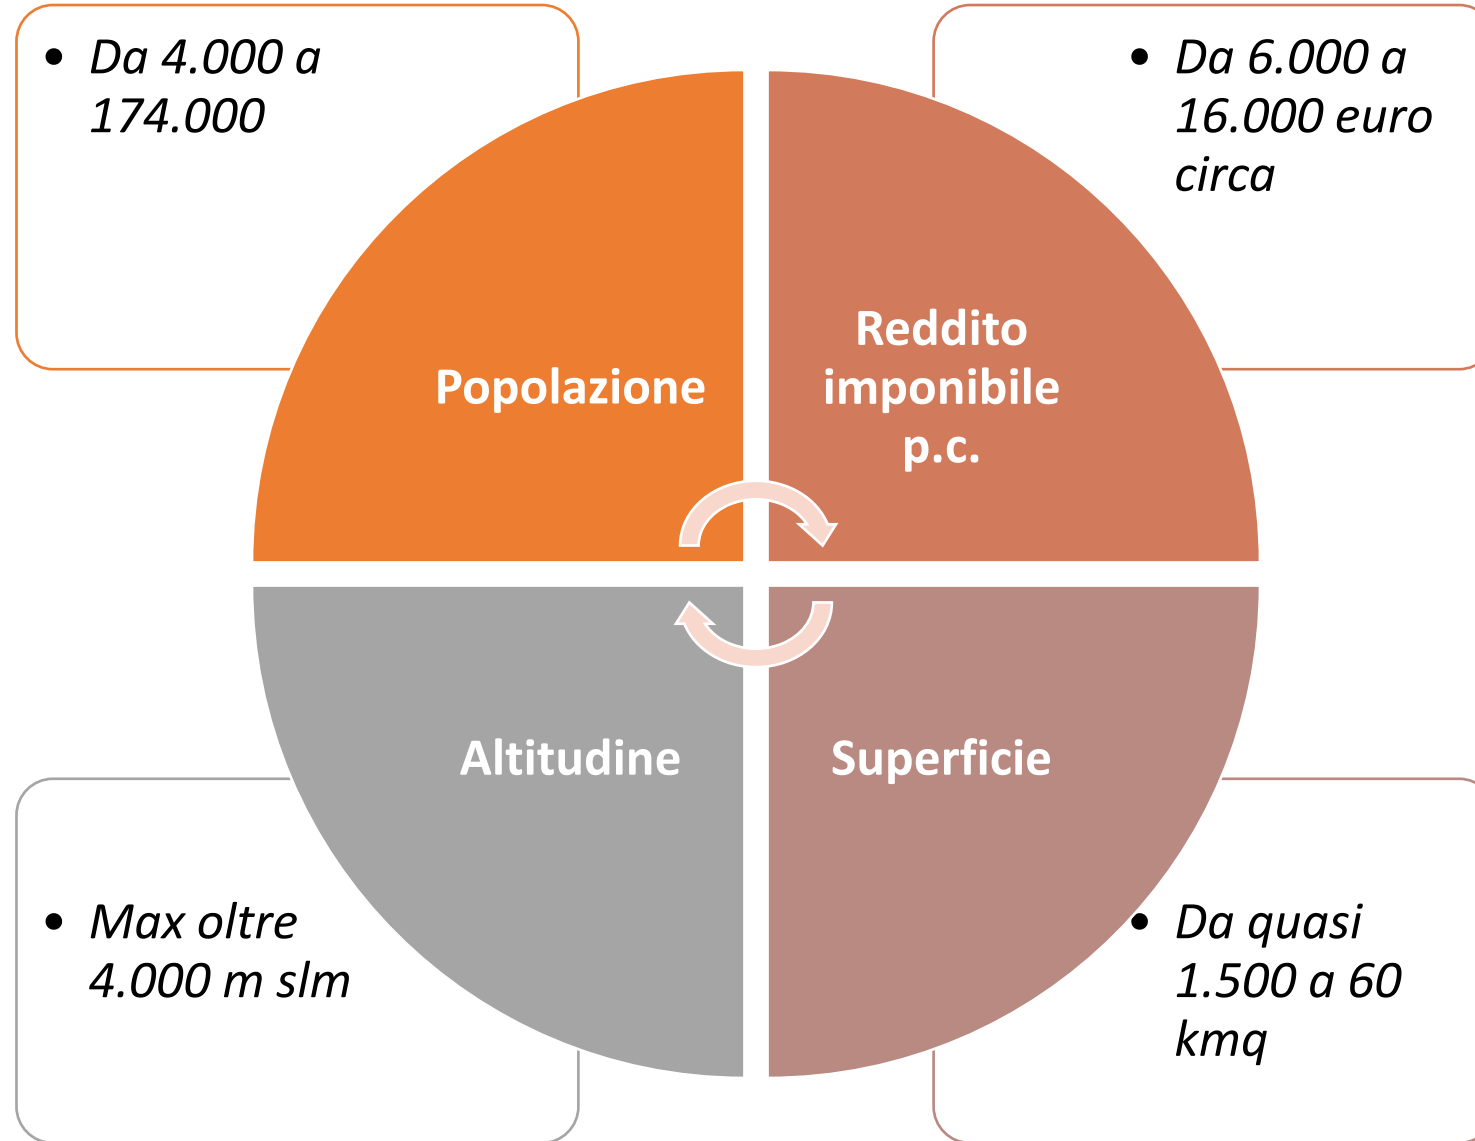 • Da 4.000 a
174.000
• Da 6.000 a
16.000 euro
circa
Popolazione
Reddito
imponibile
p.c.
Altitudine
Superficie
• Max oltre
4.000 m slm
• Da quasi
1.500 a 60
kmq